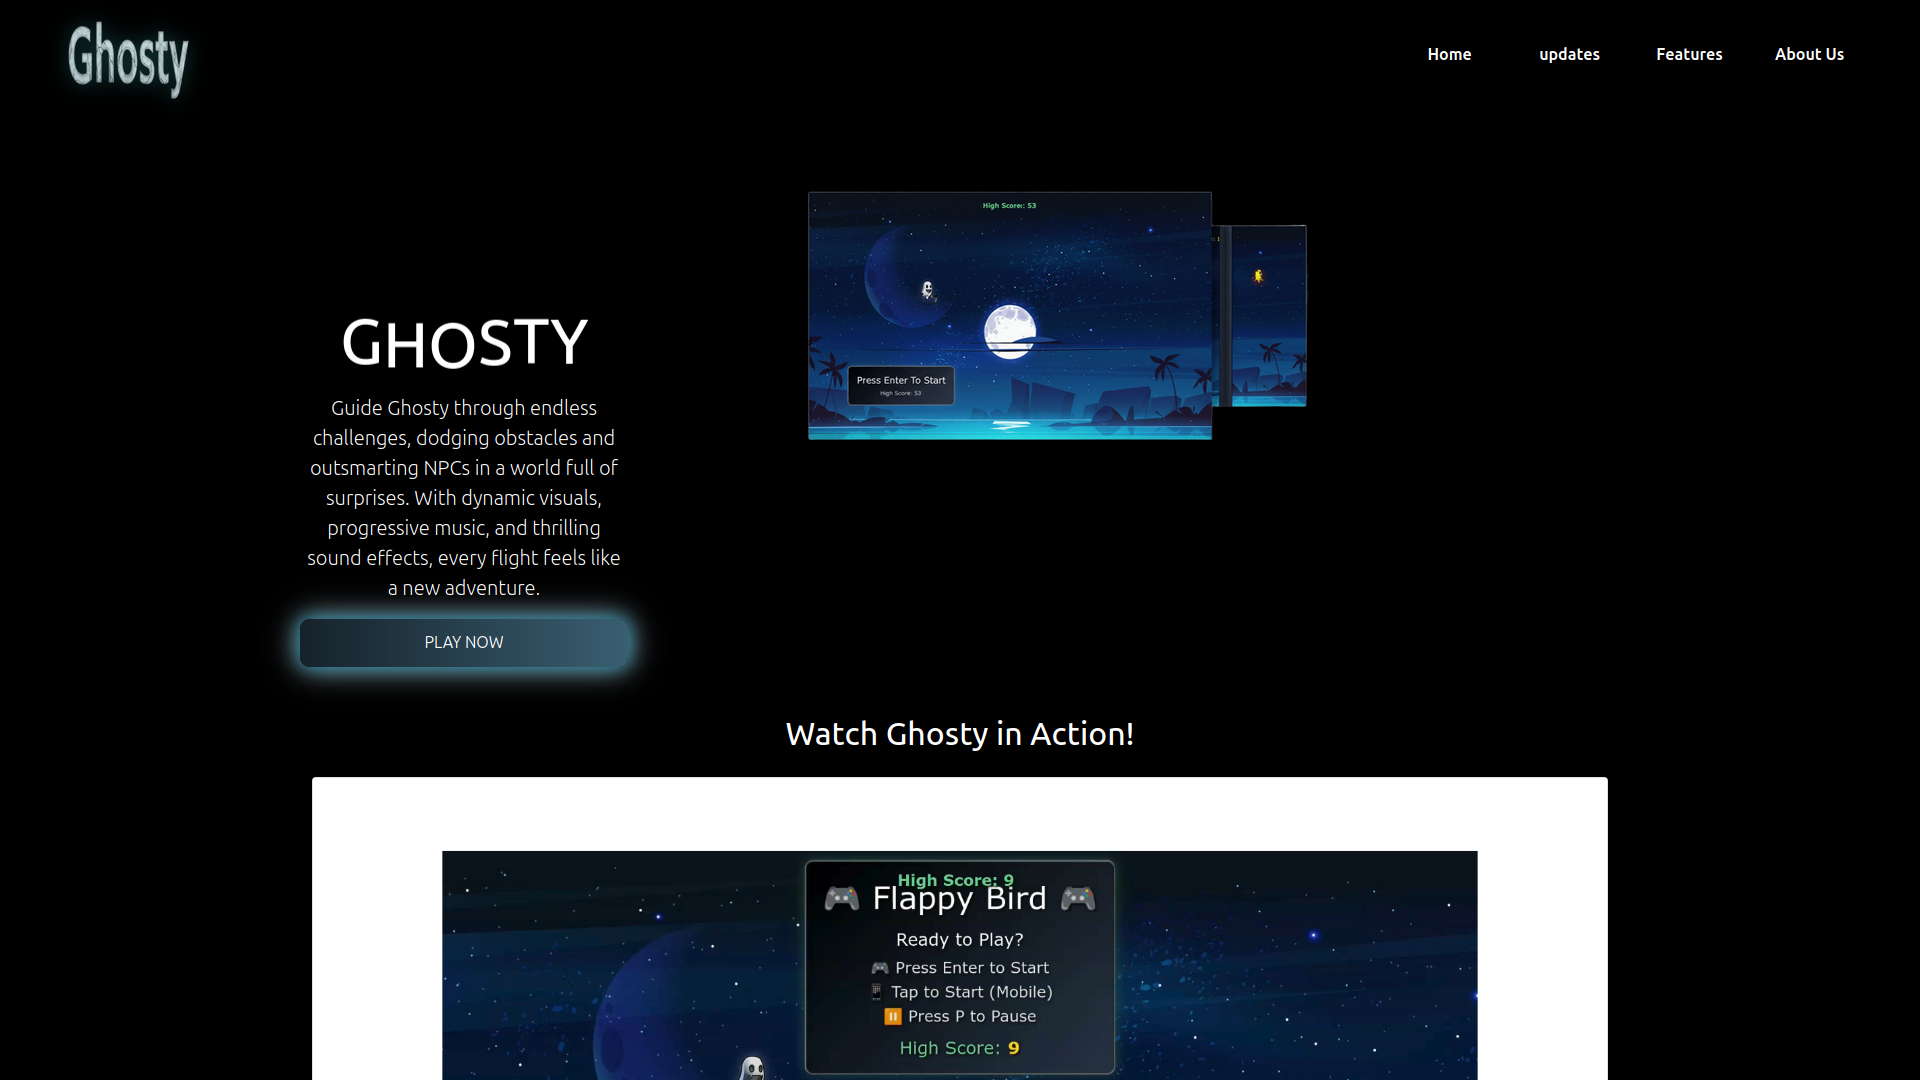 Ghosty
Home
updates
Features
About Us
High Score:: 53
Press Enter To Start
High Score: 53
GHOSTY
Guide Ghosty through endless
challenges, dodging obstacles and
outsmarting NPCs in a world full of
surprises. With dynamic visuals,
progressive music, and thrilling
sound effects, every flight feels like
a new adventure.
PLAY NOW
Watch Ghosty in Action!
High Score: 9
🎮 Flappy Bird 🎮
Ready to Play?
🎮 Press Enter to Start
📱 Tap to Start (Mobile)
⏸️ Press P to Pause
High Score: 9